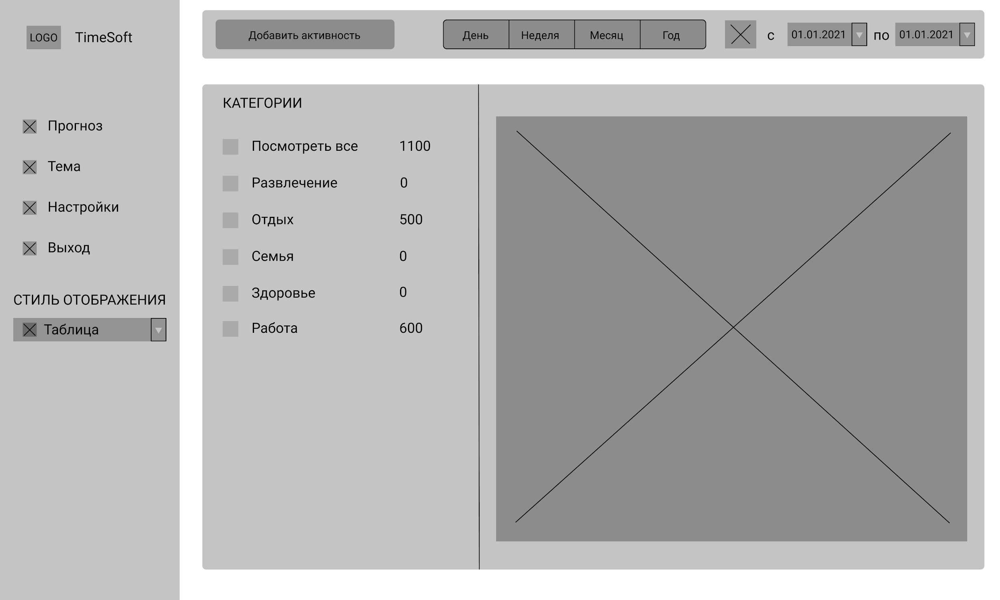 LOGO TimeSoft
Прогноз
Тема
Настройки
Выход
СТИЛЬ ОТОБРАЖЕНИЯ
Таблица
Добавить активность
День Неделя Месяц Год
с 01.01.2021 по 01.01.2021
КАТЕГОРИИ
Посмотреть все 1100
Развлечение 0
Отдых 500
Семья 0
Здоровье 0
Работа 600